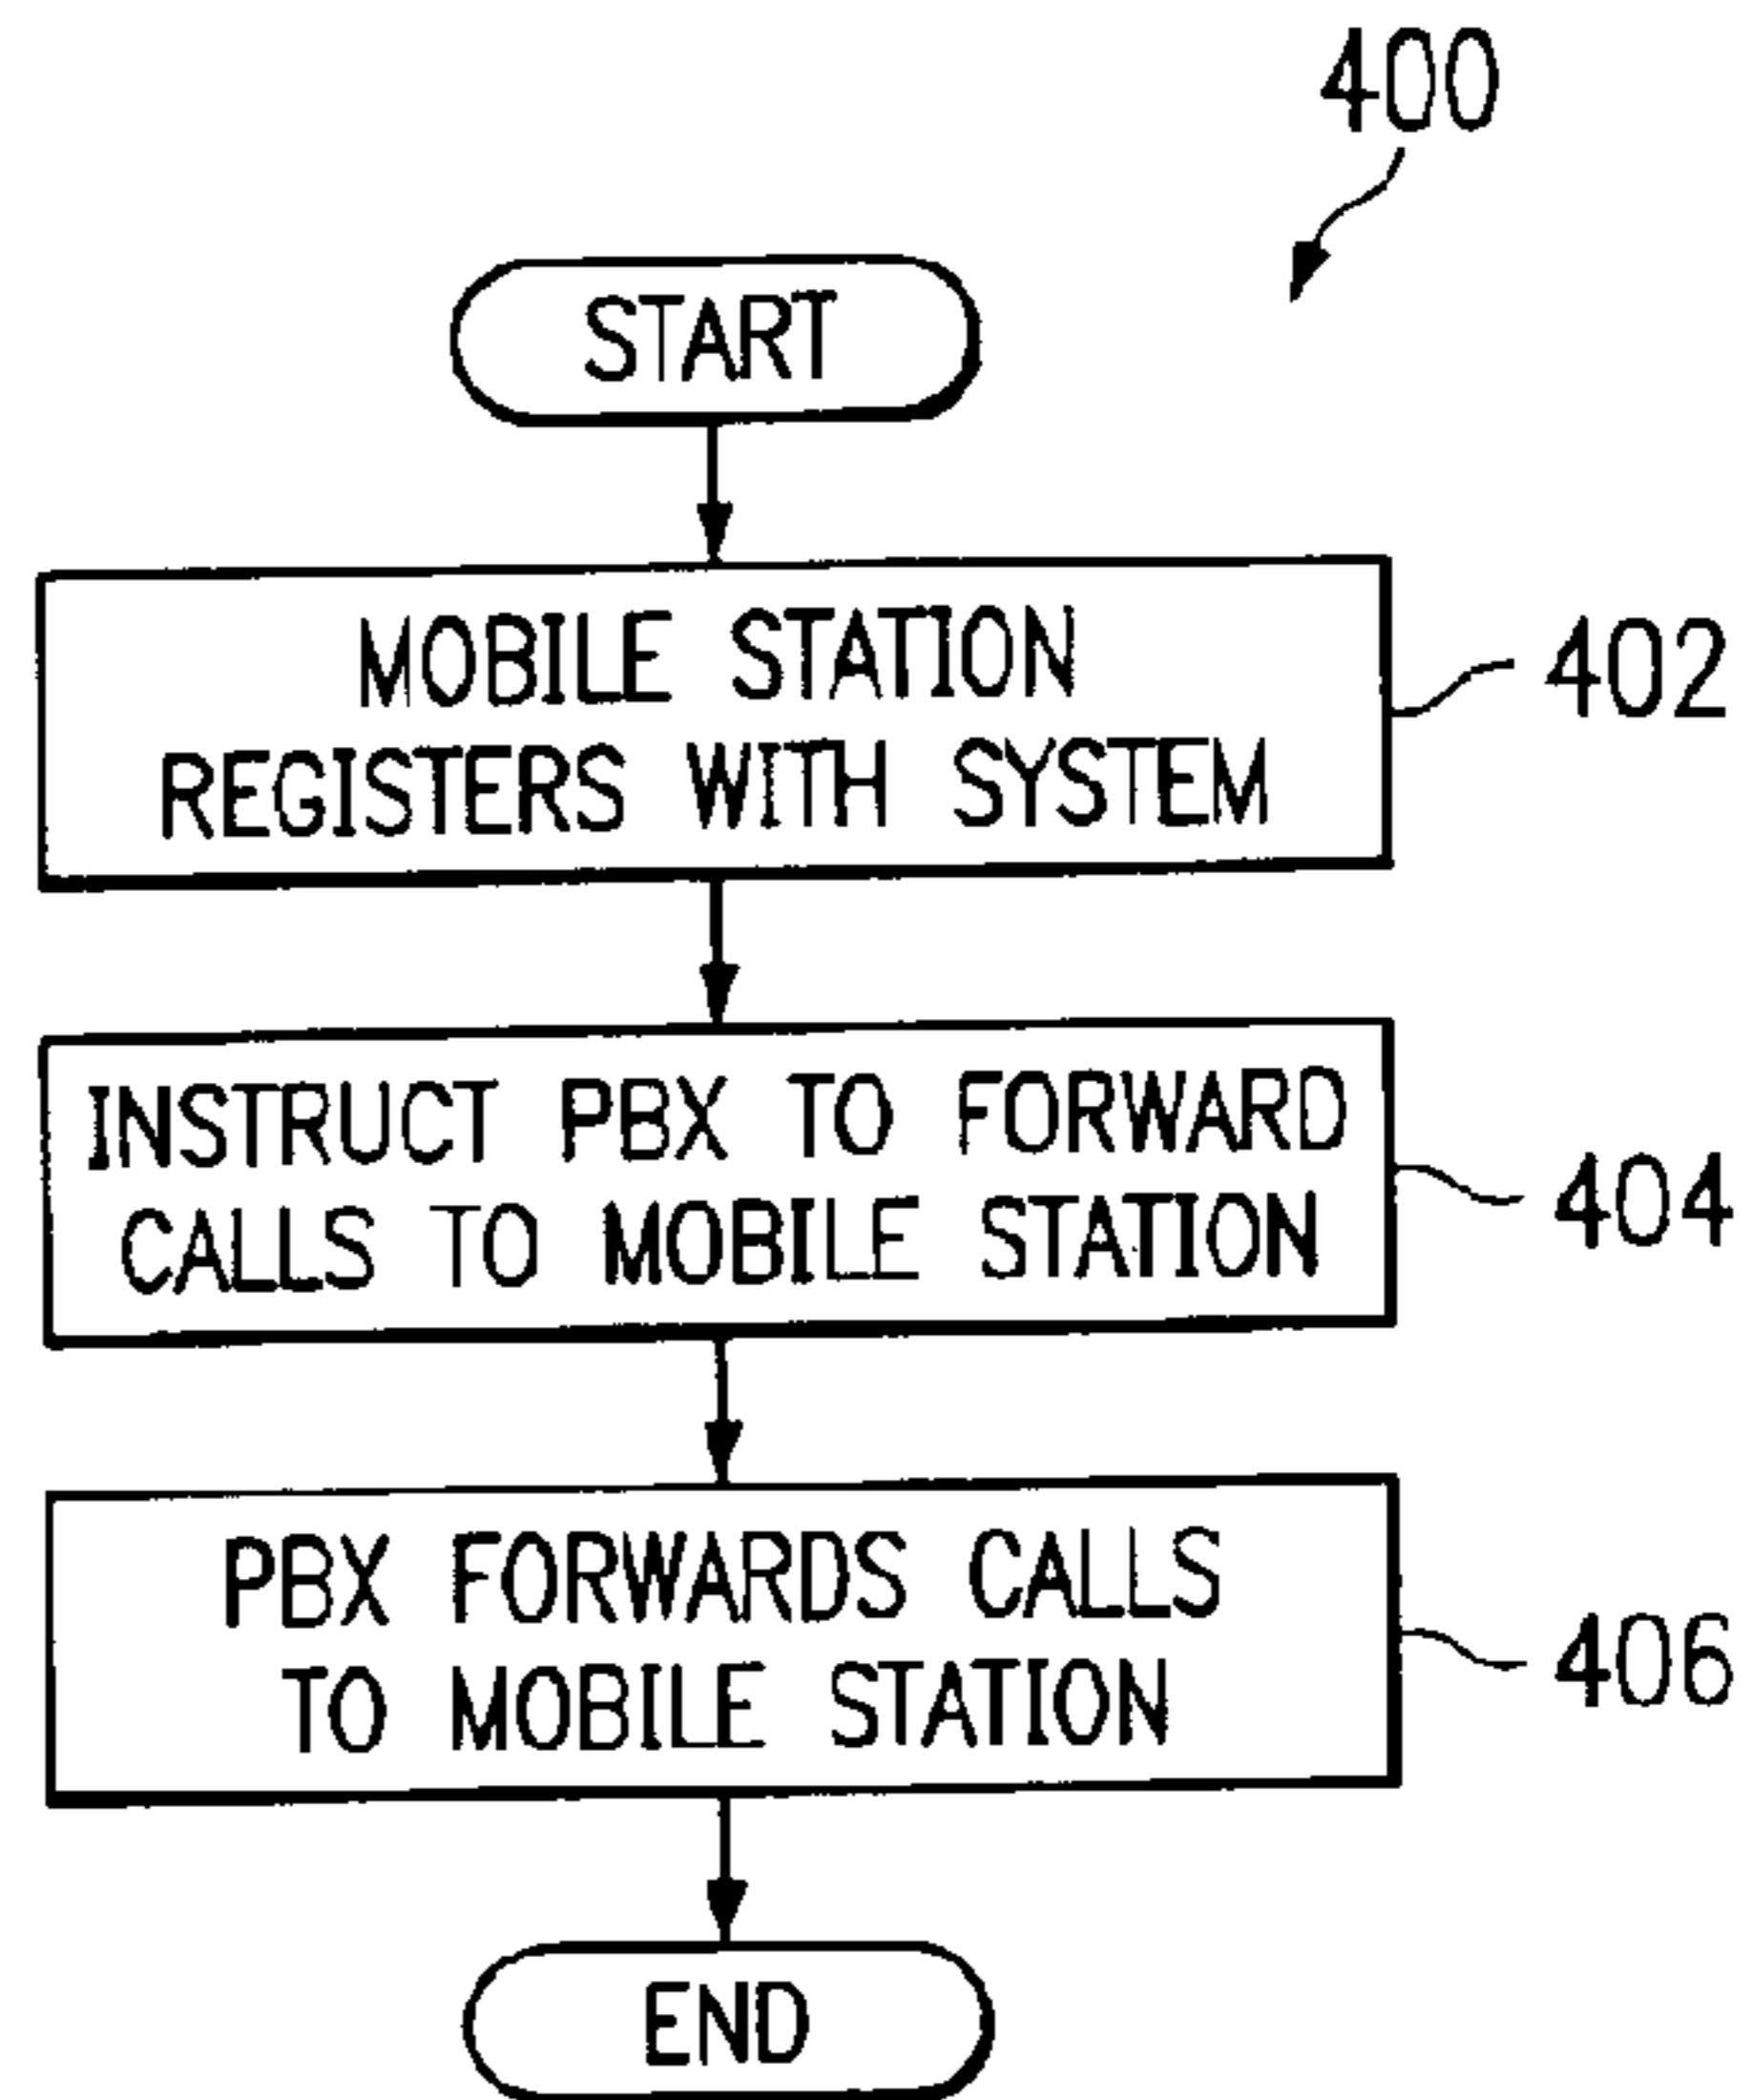 400
START
MOBILE STATION
REGISTERS WITH SYSTEM
402
INSTRUCT PBX TO FORWARD
CALLS TO MOBILE STATION
404
PBX FORWARDS CALLS
TO MOBILE STATION
406
END